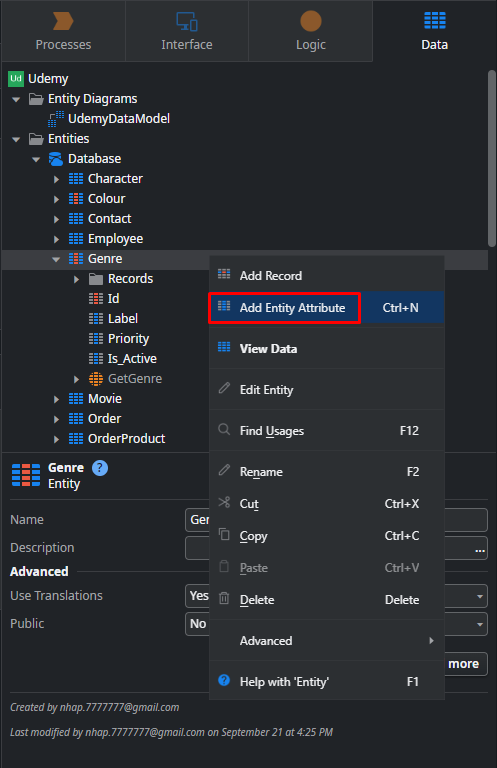 Processes
Interface
Logic
Data
Ud Udemy
Entity Diagrams
UdemyDataModel
Entities
Database
Character
Colour
Contact
Employee
Genre
Records
Id
Label
Priority
Is_Active
GetGenre
Movie
Order
OrderProduct
Add Record
Add Entity Attribute Ctrl+N
View Data
Edit Entity
Find Usages F12
Rename F2
Cut Ctrl+X
Copy Ctrl+C
Paste Ctrl+V
Delete Delete
Advanced
Help with 'Entity' F1
Genre ?
Entity
Name Gen
Description ...
Advanced
Use Translations Yes
Public No
more
Created by nhap.7777777@gmail.com
Last modified by nhap.7777777@gmail.com on September 21 at 4:25 PM